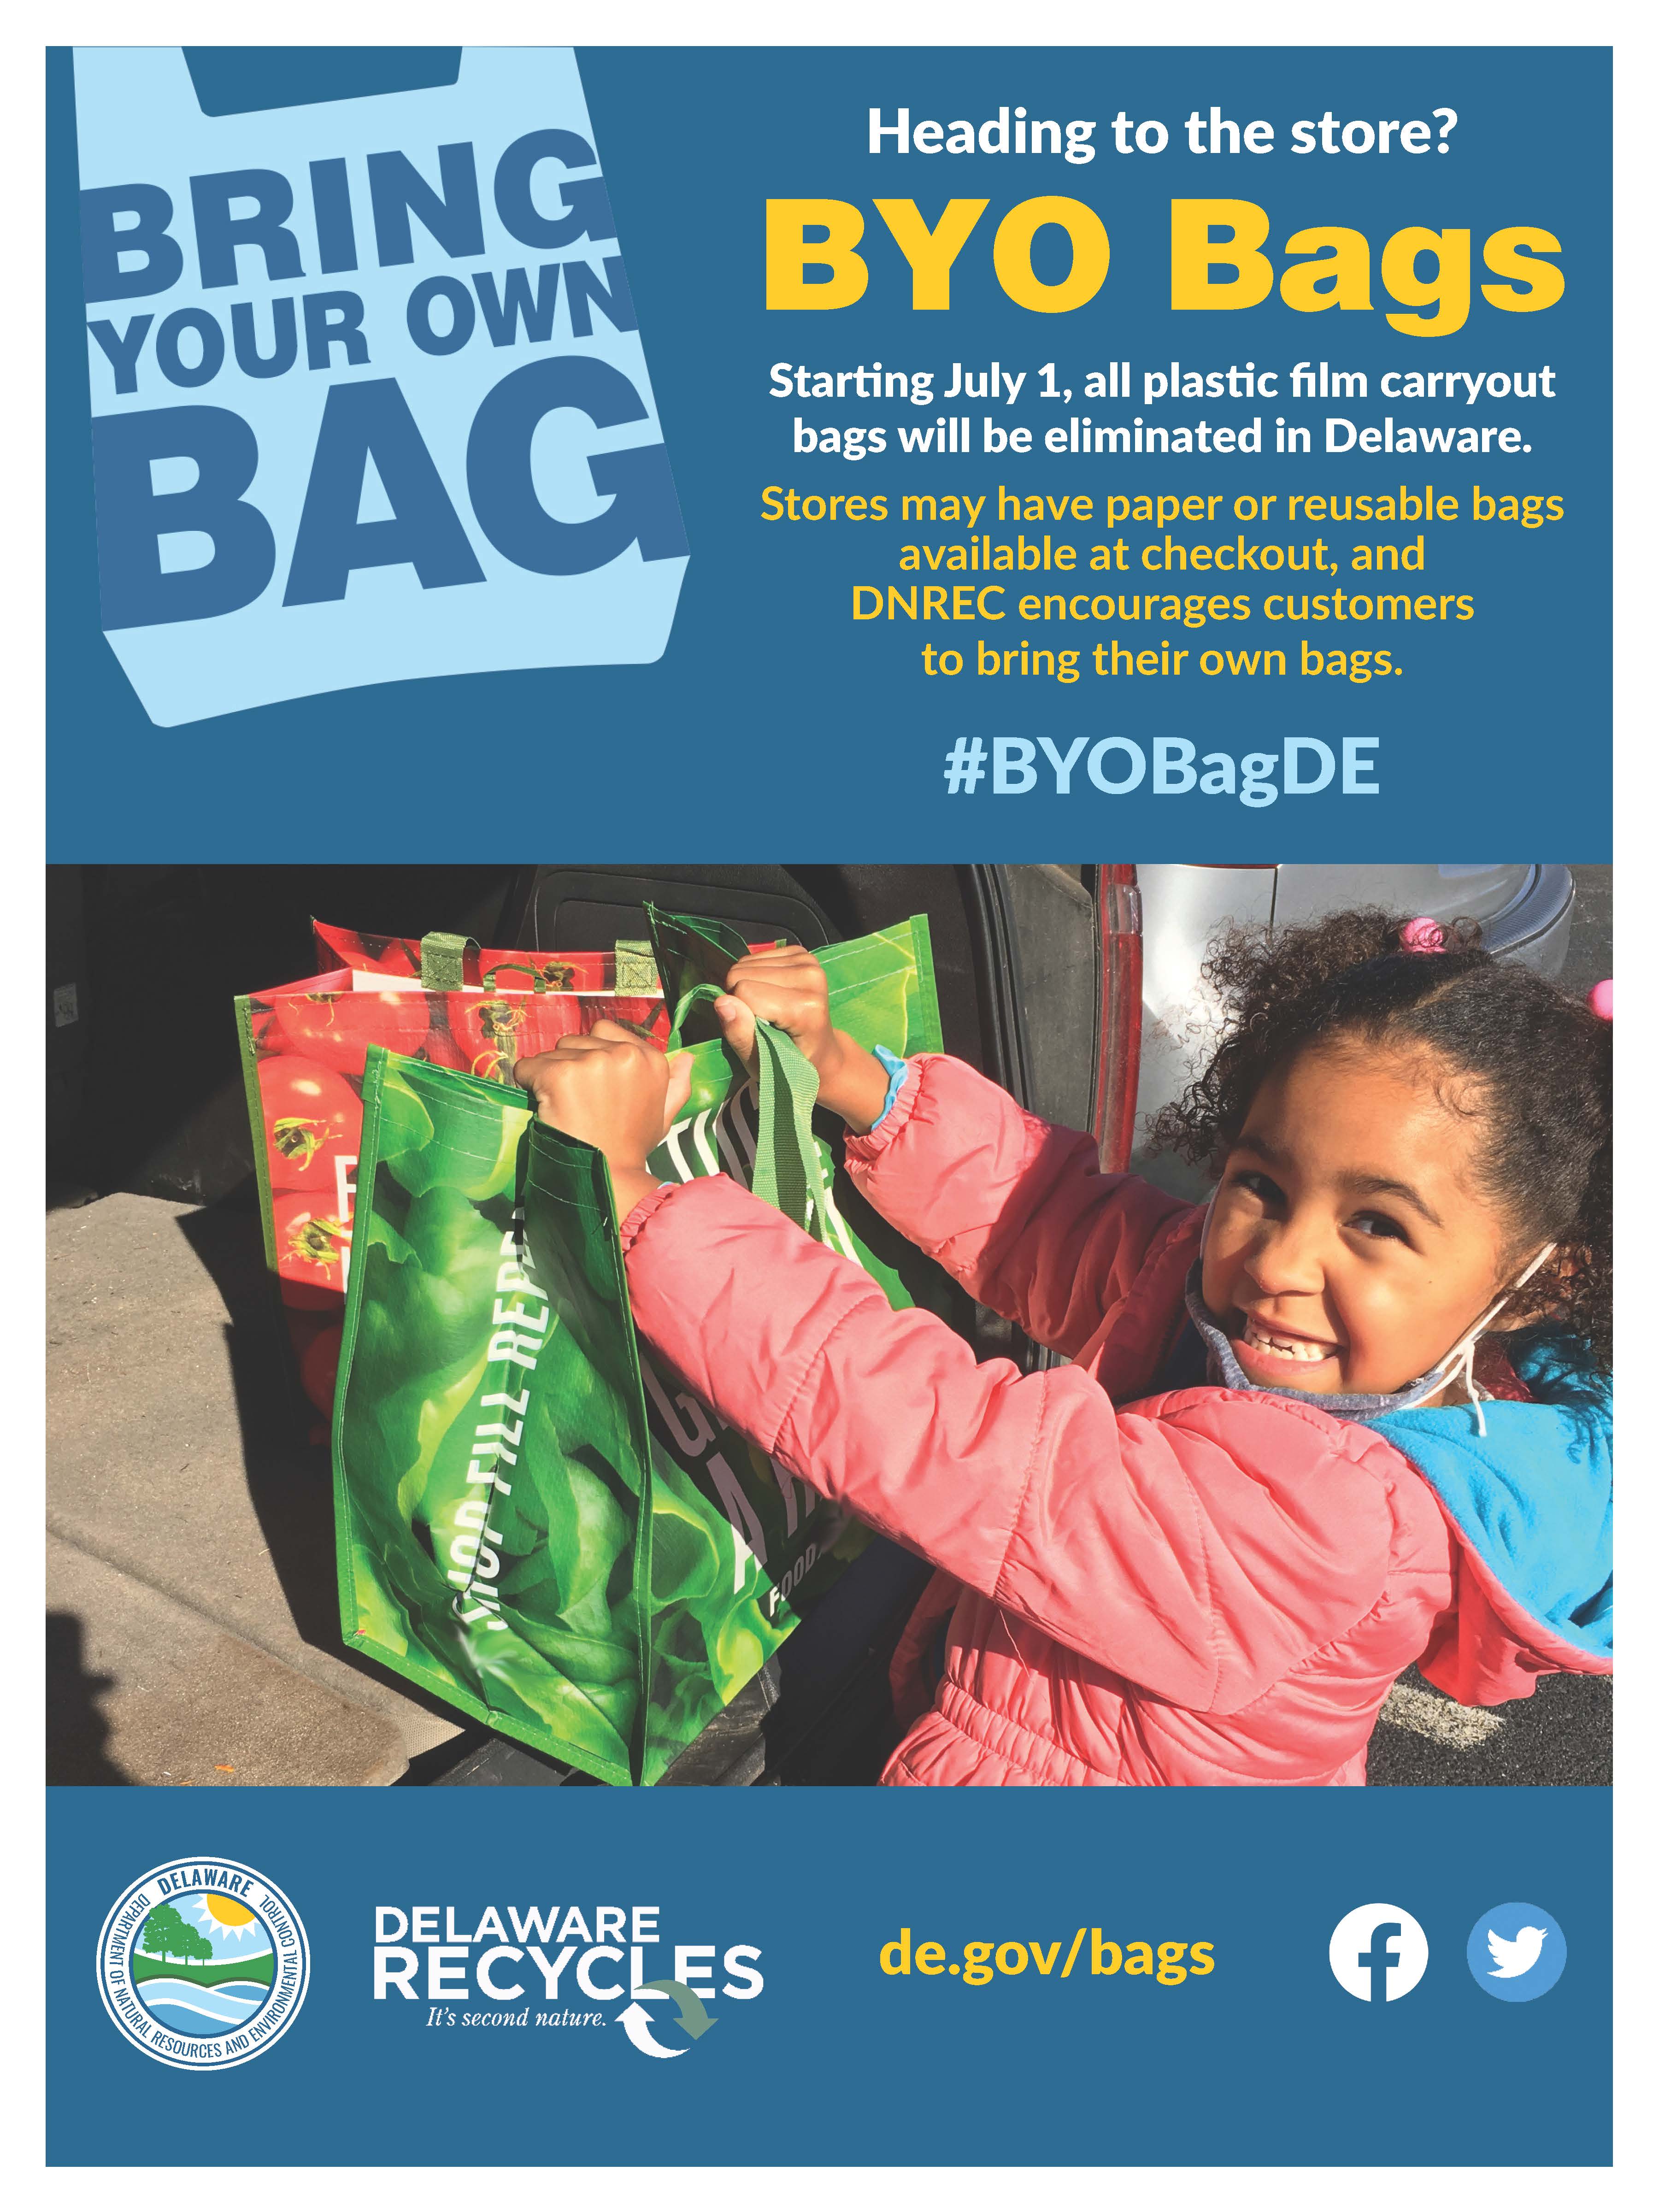 BRING
YOUR OWN
BAG
Heading to the store?
BYO Bags
Starting July 1, all plastic film carryout
bags will be eliminated in Delaware.
Stores may have paper or reusable bags
available at checkout, and
DNREC encourages customers
to bring their own bags.
#BYOBagDE
SHOP FILL
A
DELAWARE
DEPARTMENT OF NATURAL RESOURCES AND ENVIRONMENTAL CONTROL
DELAWARE
RECYCLES
It's second nature.
de.gov/bags